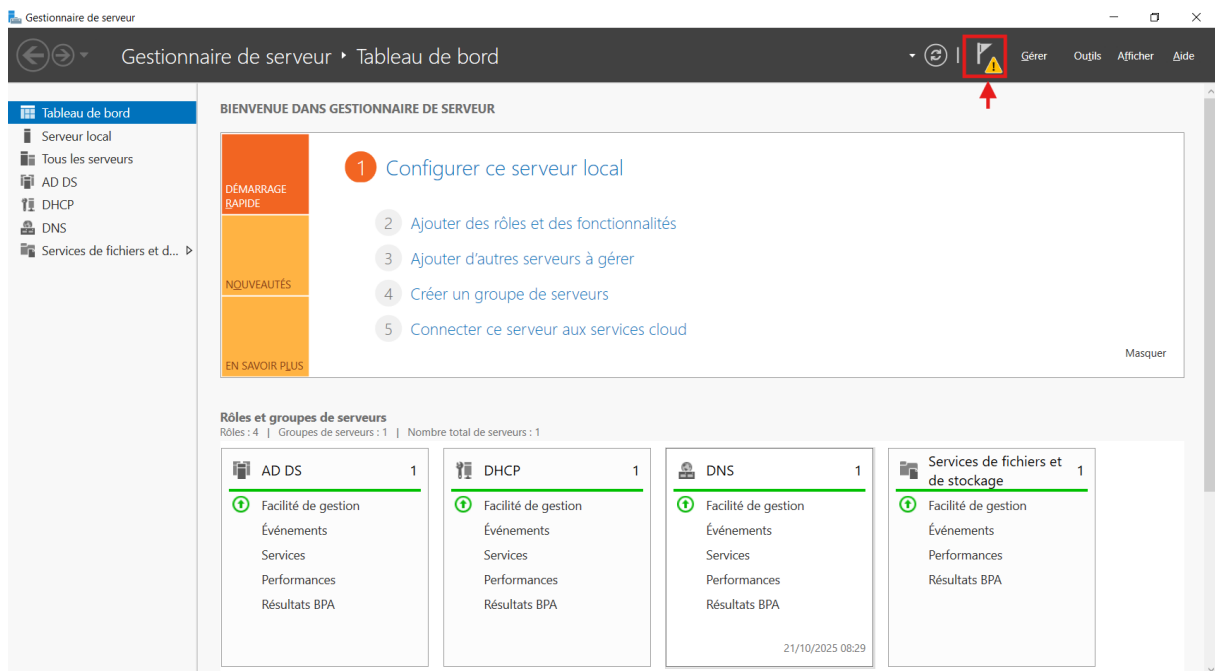 Gestionnaire de serveur
Gestionnaire de serveur ‣ Tableau de bord
Gérer Outils Afficher Aide
Tableau de bord
Serveur local
Tous les serveurs
AD DS
DHCP
DNS
Services de fichiers et d...
BIENVENUE DANS GESTIONNAIRE DE SERVEUR
DÉMARRAGE
RAPIDE
NOUVEAUTÉS
EN SAVOIR PLUS
1 Configurer ce serveur local
2 Ajouter des rôles et des fonctionnalités
3 Ajouter d'autres serveurs à gérer
4 Créer un groupe de serveurs
5 Connecter ce serveur aux services cloud
Masquer
Rôles et groupes de serveurs
Rôles : 4 | Groupes de serveurs : 1 | Nombre total de serveurs : 1
AD DS 1
Facilité de gestion
Événements
Services
Performances
Résultats BPA
DHCP 1
Facilité de gestion
Événements
Services
Performances
Résultats BPA
DNS 1
Facilité de gestion
Événements
Services
Performances
Résultats BPA
21/10/2025 08:29
Services de fichiers et
de stockage 1
Facilité de gestion
Événements
Performances
Résultats BPA